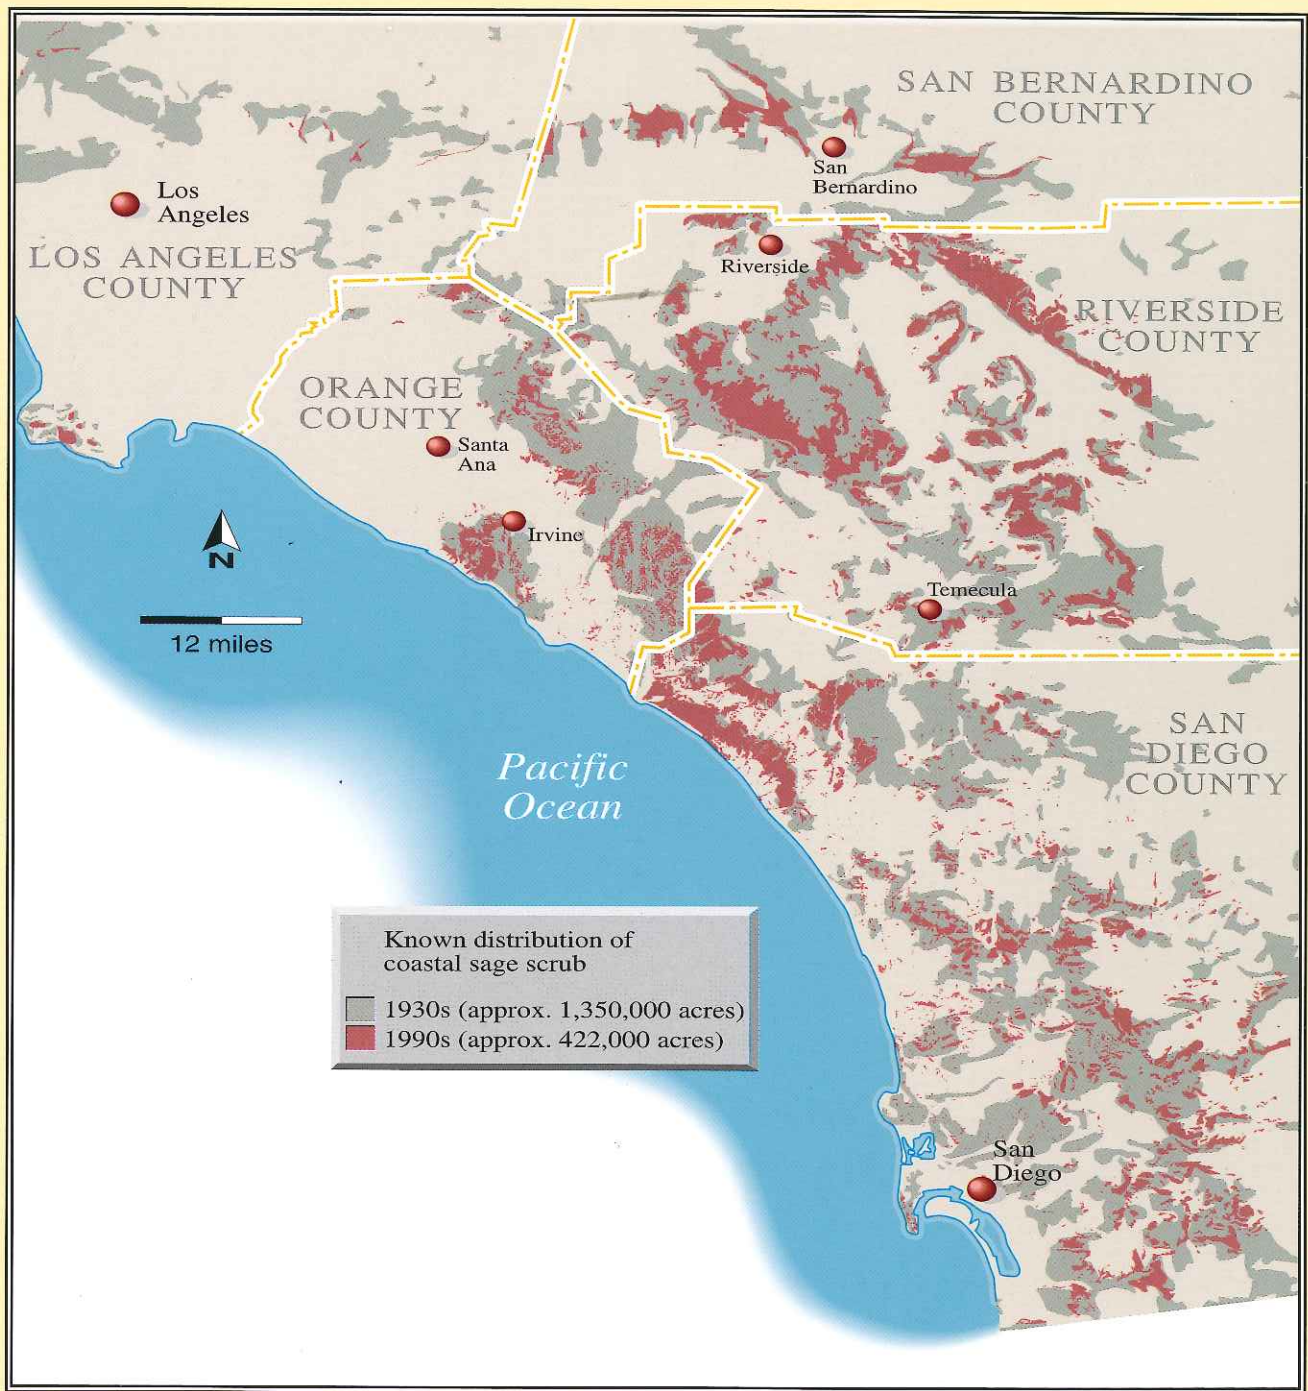 SAN BERNARDINO
COUNTY
San
Bernardino
Los
Angeles
LOS ANGELES
COUNTY
Riverside
RIVERSIDE
COUNTY
ORANGE
COUNTY
Santa
Ana
Irvine
N
12 miles
Temecula
SAN
DIEGO
COUNTY
Pacific
Ocean
Known distribution of
coastal sage scrub
1930s (approx. 1,350,000 acres)
1990s (approx. 422,000 acres)
San
Diego